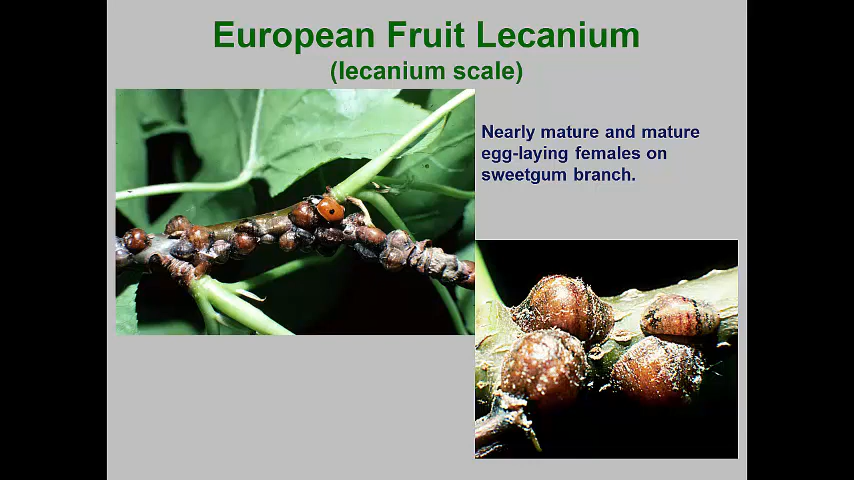 European Fruit Lecanium
(lecanium scale)
Nearly mature and mature
egg-laying females on
sweetgum branch.